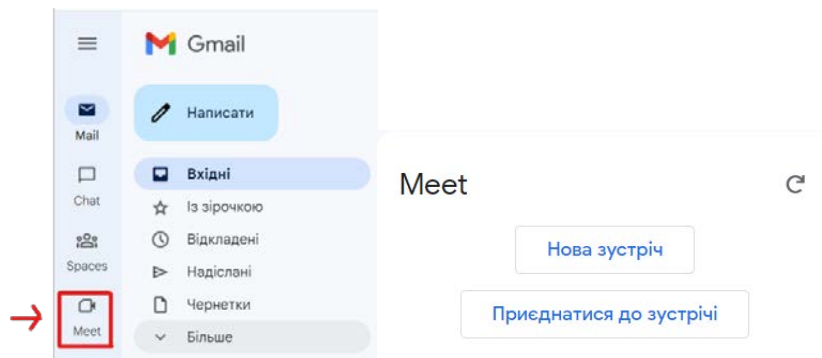 Gmail
Mail
Написати
Chat
Вхідні
Із зірочкою
Spaces
Відкладені
Надіслані
Meet
Чернетки
Більше
Meet
Нова зустріч
Приєднатися до зустрічі